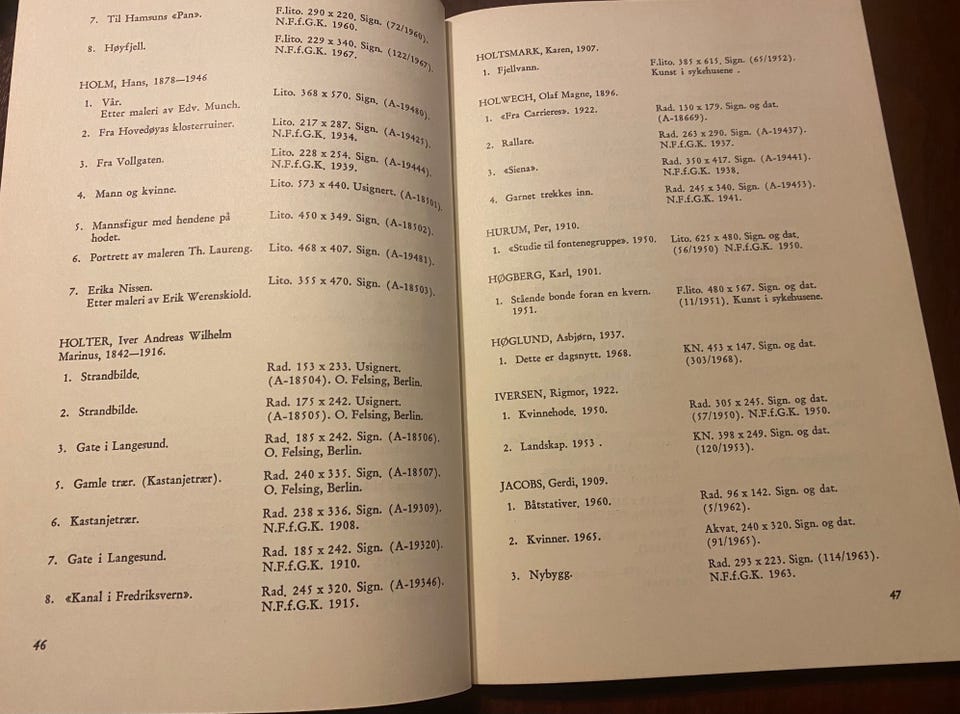 7. Til Hamsuns «Pan». F.lito. 290 x 220. Sign. (72/1960).
N.F.f.G.K. 1960.
8. Høyfjell. F.lito. 229 x 340. Sign. (122/1967).
N.F.f.G.K. 1967.
HOLM, Hans, 1878—1946
1. Vår. Lito. 368 x 570. Sign. (A-19480).
Etter maleri av Edv. Munch.
2. Fra Hovedøyas klosterruiner. Lito. 217 x 287. Sign. (A-19425).
N.F.f.G.K. 1934.
3. Fra Vollgaten. Lito. 228 x 254. Sign. (A-19444).
N.F.f.G.K. 1939.
4. Mann og kvinne. Lito. 573 x 440. Usignert. (A-18501).
5. Mannsfigur med hendene på Lito. 450 x 349. Sign. (A-18502).
hodet.
6. Portrett av maleren Th. Laureng. Lito. 468 x 407. Sign. (A-19481).
7. Erika Nissen. Lito. 355 x 470. Sign. (A-18503).
Etter maleri av Erik Werenskiold.
HOLTER, Iver Andreas Wilhelm
Marinus, 1842—1916.
1. Strandbilde. Rad. 153 x 233. Usignert.
(A-18504). O. Felsing, Berlin.
2. Strandbilde. Rad. 175 x 242. Usignert.
(A-18505). O. Felsing, Berlin.
3. Gate i Langesund. Rad. 185 x 242. Sign. (A-18506).
O. Felsing, Berlin.
5. Gamle trær. (Kastanjetrær). Rad. 240 x 335. Sign. (A-18507).
O. Felsing, Berlin.
6. Kastanjetrær. Rad. 238 x 336. Sign. (A-19309).
N.F.f.G.K. 1908.
7. Gate i Langesund. Rad. 185 x 242. Sign. (A-19320).
N.F.f.G.K. 1910.
8. «Kanal i Fredriksvern». Rad. 245 x 320. Sign. (A-19346).
N.F.f.G.K. 1915.
46
HOLTSMARK, Karen, 1907.
1. Fjellvann. F.lito. 385 x 615. Sign. (65/1952).
Kunst i sykehusene .
HOLWECH, Olaf Magne, 1896.
1. «Fra Carrieres». 1922. Rad. 130 x 179. Sign. og dat.
(A-18669).
2. Rallare. Rad. 263 x 290. Sign. (A-19437).
N.F.f.G.K. 1937.
3. «Siena». Rad. 350 x 417. Sign. (A-19441).
N.F.f.G.K. 1938.
4. Garnet trekkes inn. Rad. 245 x 340. Sign. (A-19453).
N.F.f.G.K. 1941.
HURUM, Per, 1910.
1. «Studie til fontenegruppe». 1950. Lito. 625 x 480. Sign. og dat.
(56/1950) N.F.f.G.K. 1950.
HØGBERG, Karl, 1901.
1. Stående bonde foran en kvern. F.lito. 480 x 567. Sign. og dat.
1951. (11/1951). Kunst i sykehusene.
HØGLUND, Asbjørn, 1937.
1. Dette er dagsnytt. 1968. KN. 453 x 147. Sign. og dat.
(303/1968).
IVERSEN, Rigmor, 1922.
1. Kvinnehode. 1950. Rad. 305 x 245. Sign. og dat.
(57/1950). N.F.f.G.K. 1950.
2. Landskap. 1953 . KN. 398 x 249. Sign. og dat.
(120/1953).
JACOBS, Gerdi, 1909.
1. Båtstativer. 1960. Rad. 96 x 142. Sign. og dat.
(5/1962).
2. Kvinner. 1965. Akvat. 240 x 320. Sign. og dat.
(91/1965).
3. Nybygg. Rad. 293 x 223. Sign. (114/1963).
N.F.f.G.K. 1963.
47